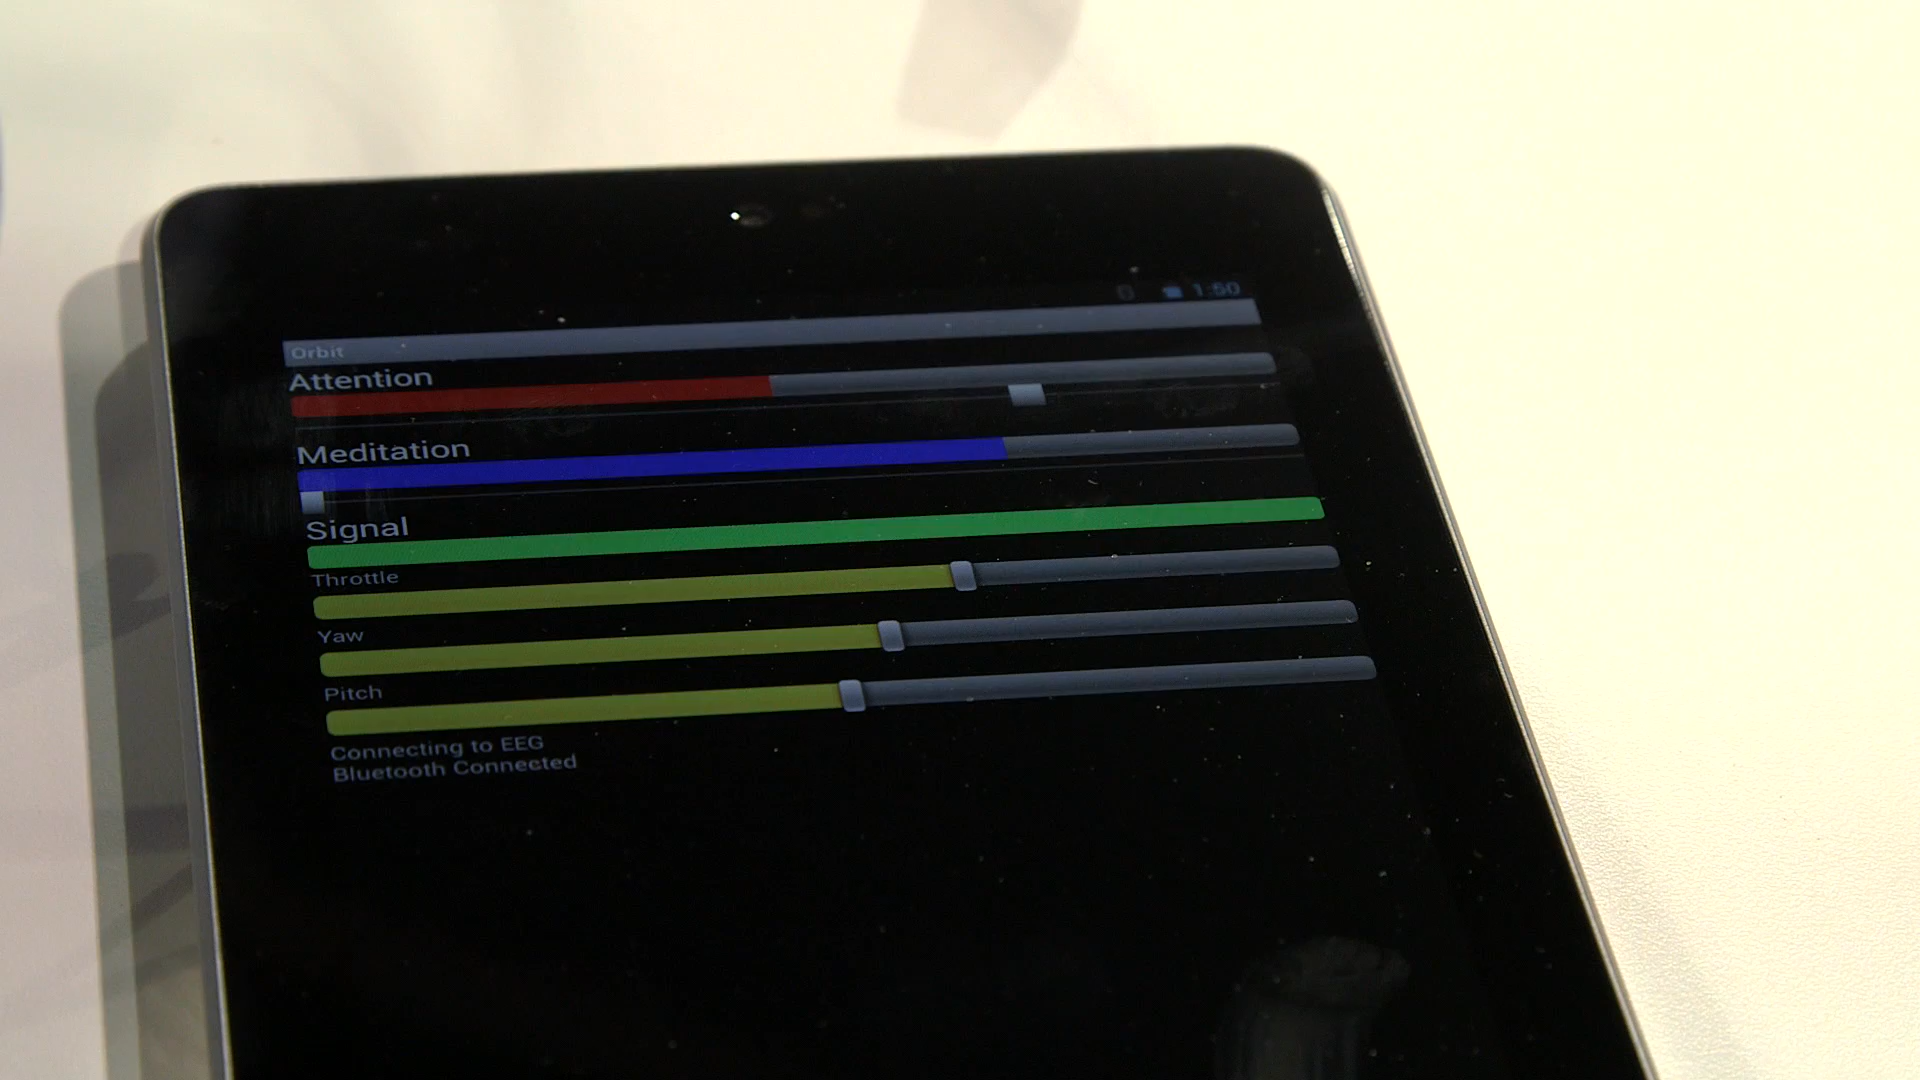 1:50
Orbit
Attention
Meditation
Signal
Throttle
Yaw
Pitch
Connecting to EEG
Bluetooth Connected